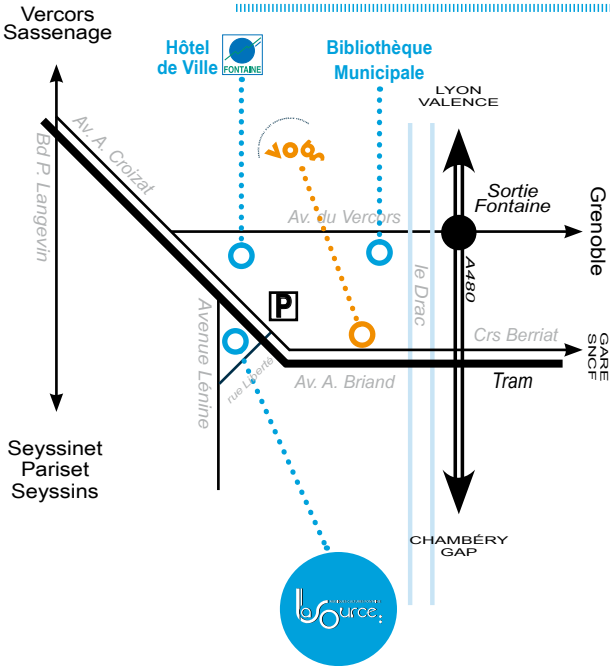 Vercors
Sassenage
Hôtel
de Ville
FONTAINE
Bibliothèque
Municipale
LYON
VALENCE
Vog
Av. A. Croizat
Bd P. Langevin
Sortie
Fontaine
Grenoble
Av. du Vercors
le Drac
A480
P
Avenue Lénine
rue Liberté
Crs Berriat
GARE
SNCF
Av. A. Briand
Tram
Seyssinet
Pariset
Seyssins
CHAMBÉRY
GAP
la Source: